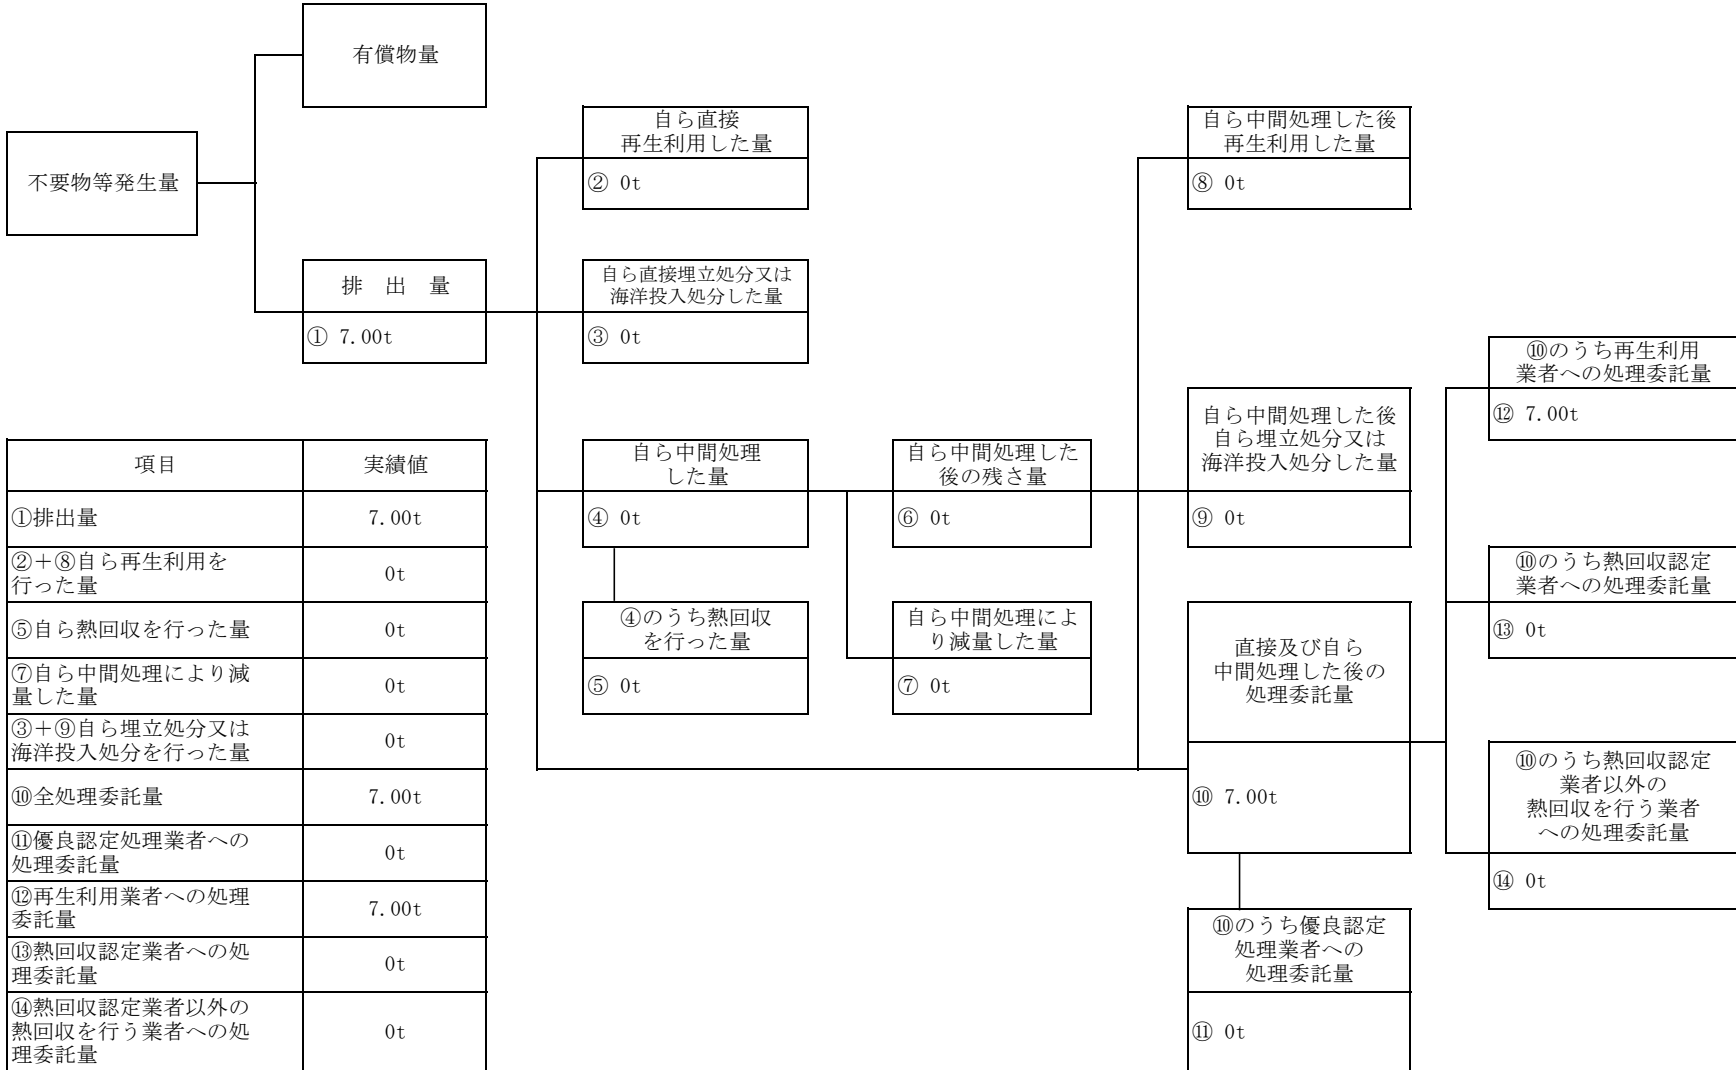 有償物量
不要物等発生量
排　出　量
① 7.00t
自ら直接
再生利用した量
② 0t
自ら直接埋立処分又は
海洋投入処分した量
③ 0t
自ら中間処理
した量
④ 0t
④のうち熱回収
を行った量
⑤ 0t
自ら中間処理した
後の残さ量
⑥ 0t
自ら中間処理によ
り減量した量
⑦ 0t
自ら中間処理した後
再生利用した量
⑧ 0t
自ら中間処理した後
自ら埋立処分又は
海洋投入処分した量
⑨ 0t
直接及び自ら
中間処理した後の
処理委託量
⑩ 7.00t
⑩のうち優良認定
処理業者への
処理委託量
⑪ 0t
⑩のうち再生利用
業者への処理委託量
⑫ 7.00t
⑩のうち熱回収認定
業者への処理委託量
⑬ 0t
⑩のうち熱回収認定
業者以外の
熱回収を行う業者
への処理委託量
⑭ 0t
項目 実績値
①排出量 7.00t
②＋⑧自ら再生利用を
行った量 0t
⑤自ら熱回収を行った量 0t
⑦自ら中間処理により減
量した量 0t
③＋⑨自ら埋立処分又は
海洋投入処分を行った量 0t
⑩全処理委託量 7.00t
⑪優良認定処理業者への
処理委託量 0t
⑫再生利用業者への処理
委託量 7.00t
⑬熱回収認定業者への処
理委託量 0t
⑭熱回収認定業者以外の
熱回収を行う業者への処 0t
理委託量